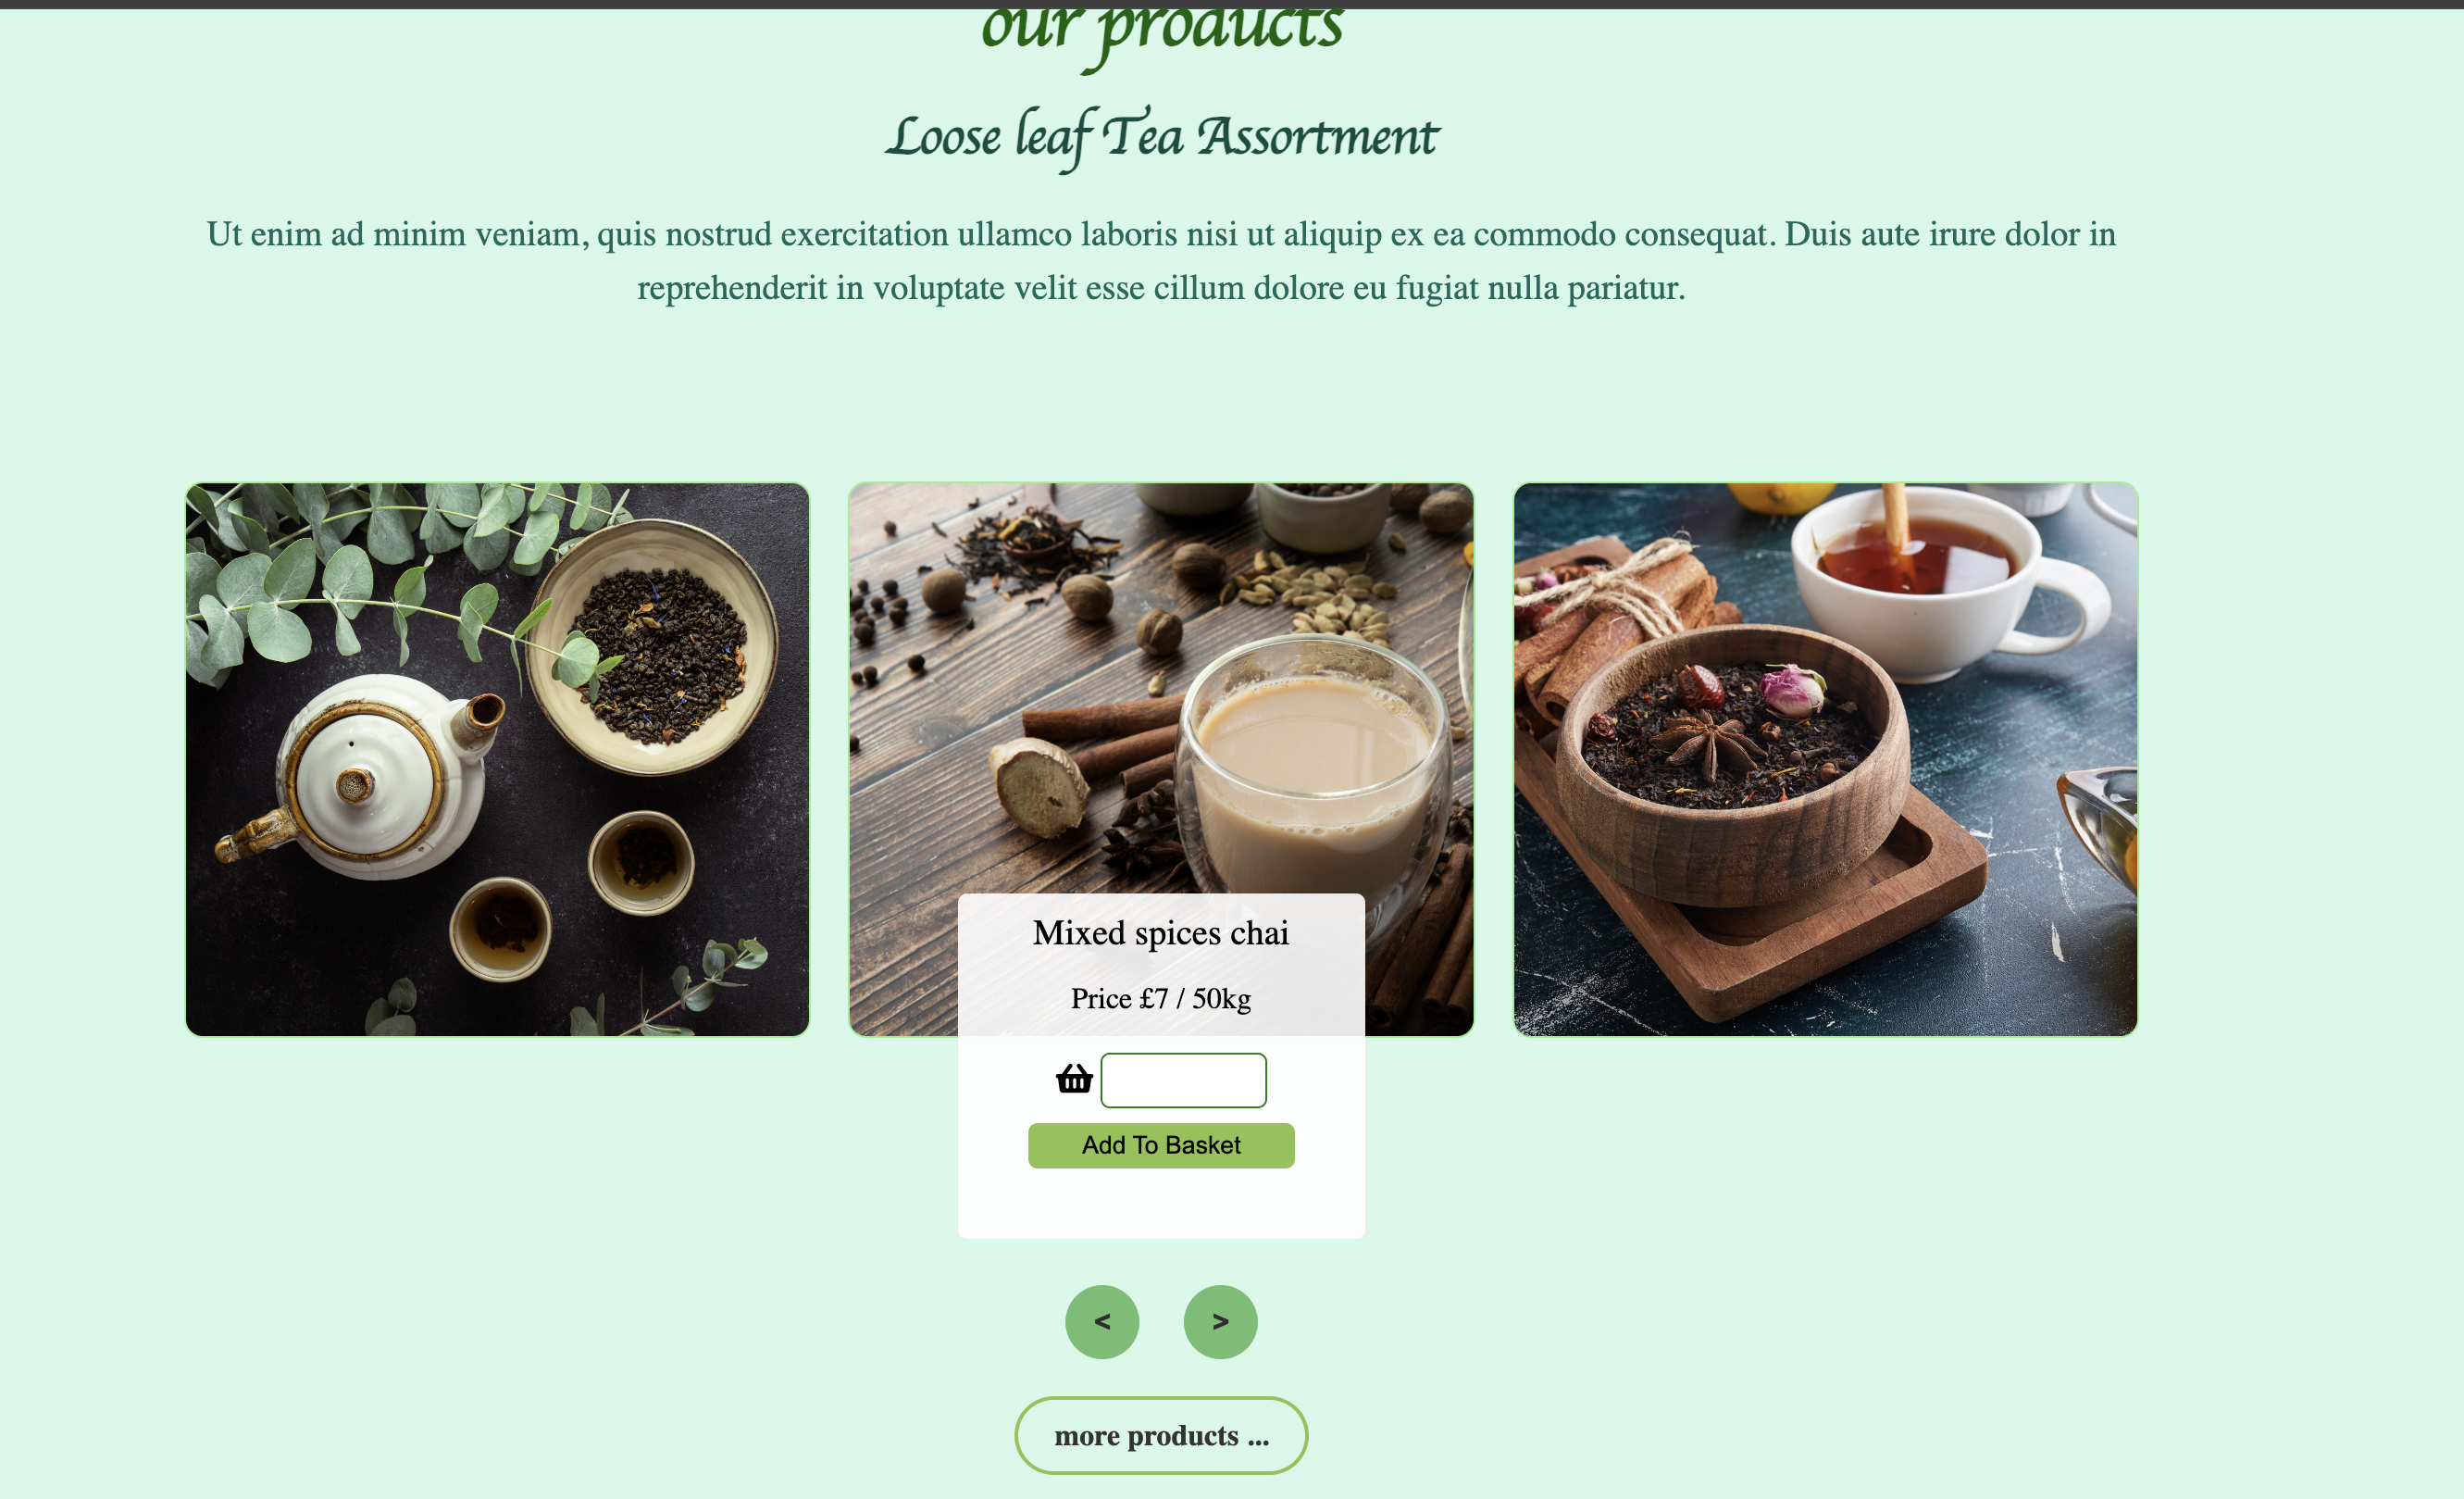 our products
Loose leaf Tea Assortment
Ut enim ad minim veniam, quis nostrud exercitation ullamco laboris nisi ut aliquip ex ea commodo consequat. Duis aute irure dolor in
reprehenderit in voluptate velit esse cillum dolore eu fugiat nulla pariatur.
Mixed spices chai
Price £7 / 50kg
Add To Basket
< >
more products ...